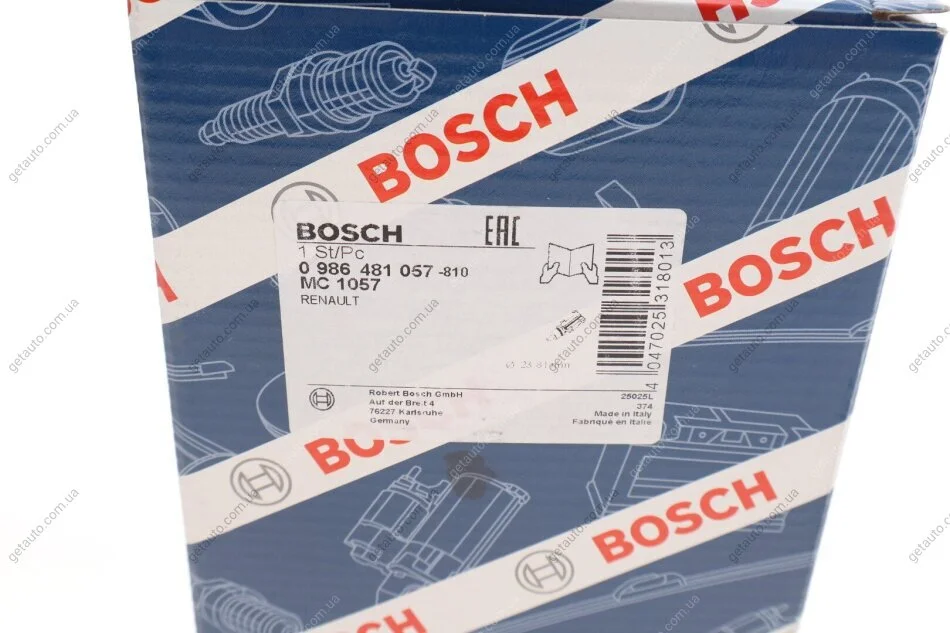 BOSCH
BOSCH
BOSCH EAC
1 St/Pc
0 986 481 057 -810
MC 1057
RENAULT
4 047025 318013
Robert Bosch GmbH
Auf der Breit 4
76227 Karlsruhe
Germany
25025L
374
Made in Italy
Fabriqué en Italie
BOSCH
getauto.com.ua